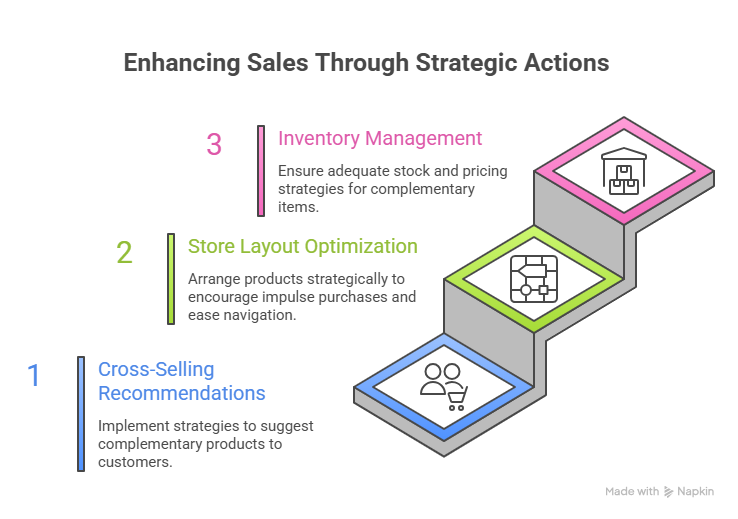 Enhancing Sales Through Strategic Actions
3
Inventory Management
Ensure adequate stock and pricing
strategies for complementary
items.
2
Store Layout Optimization
Arrange products strategically to
encourage impulse purchases and
ease navigation.
1
Cross-Selling
Recommendations
Implement strategies to suggest
complementary products to
customers.
Made with Napkin